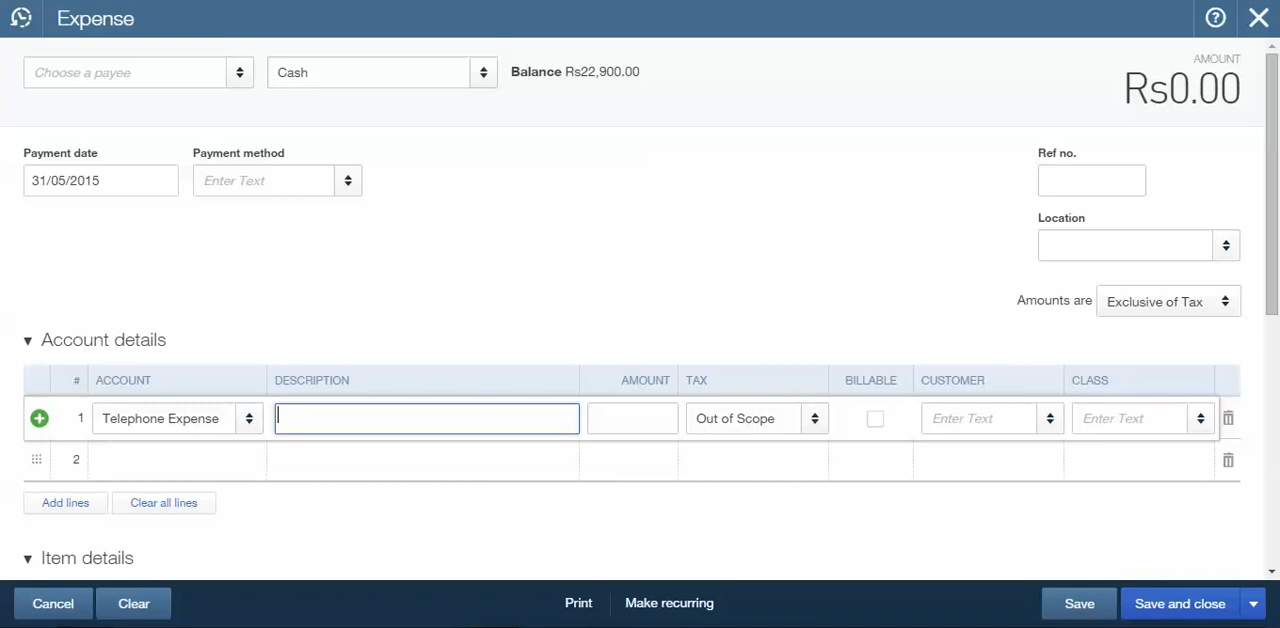 Expense
Choose a payee Cash Balance Rs22,900.00
AMOUNT
Rs0.00
Payment date Payment method Ref no.
31/05/2015 Enter Text
Location
Amounts are Exclusive of Tax
Account details
# ACCOUNT DESCRIPTION AMOUNT TAX BILLABLE CUSTOMER CLASS
1 Telephone Expense Out of Scope Enter Text Enter Text
2
Add lines Clear all lines
Item details
Cancel Clear Print Make recurring Save Save and close